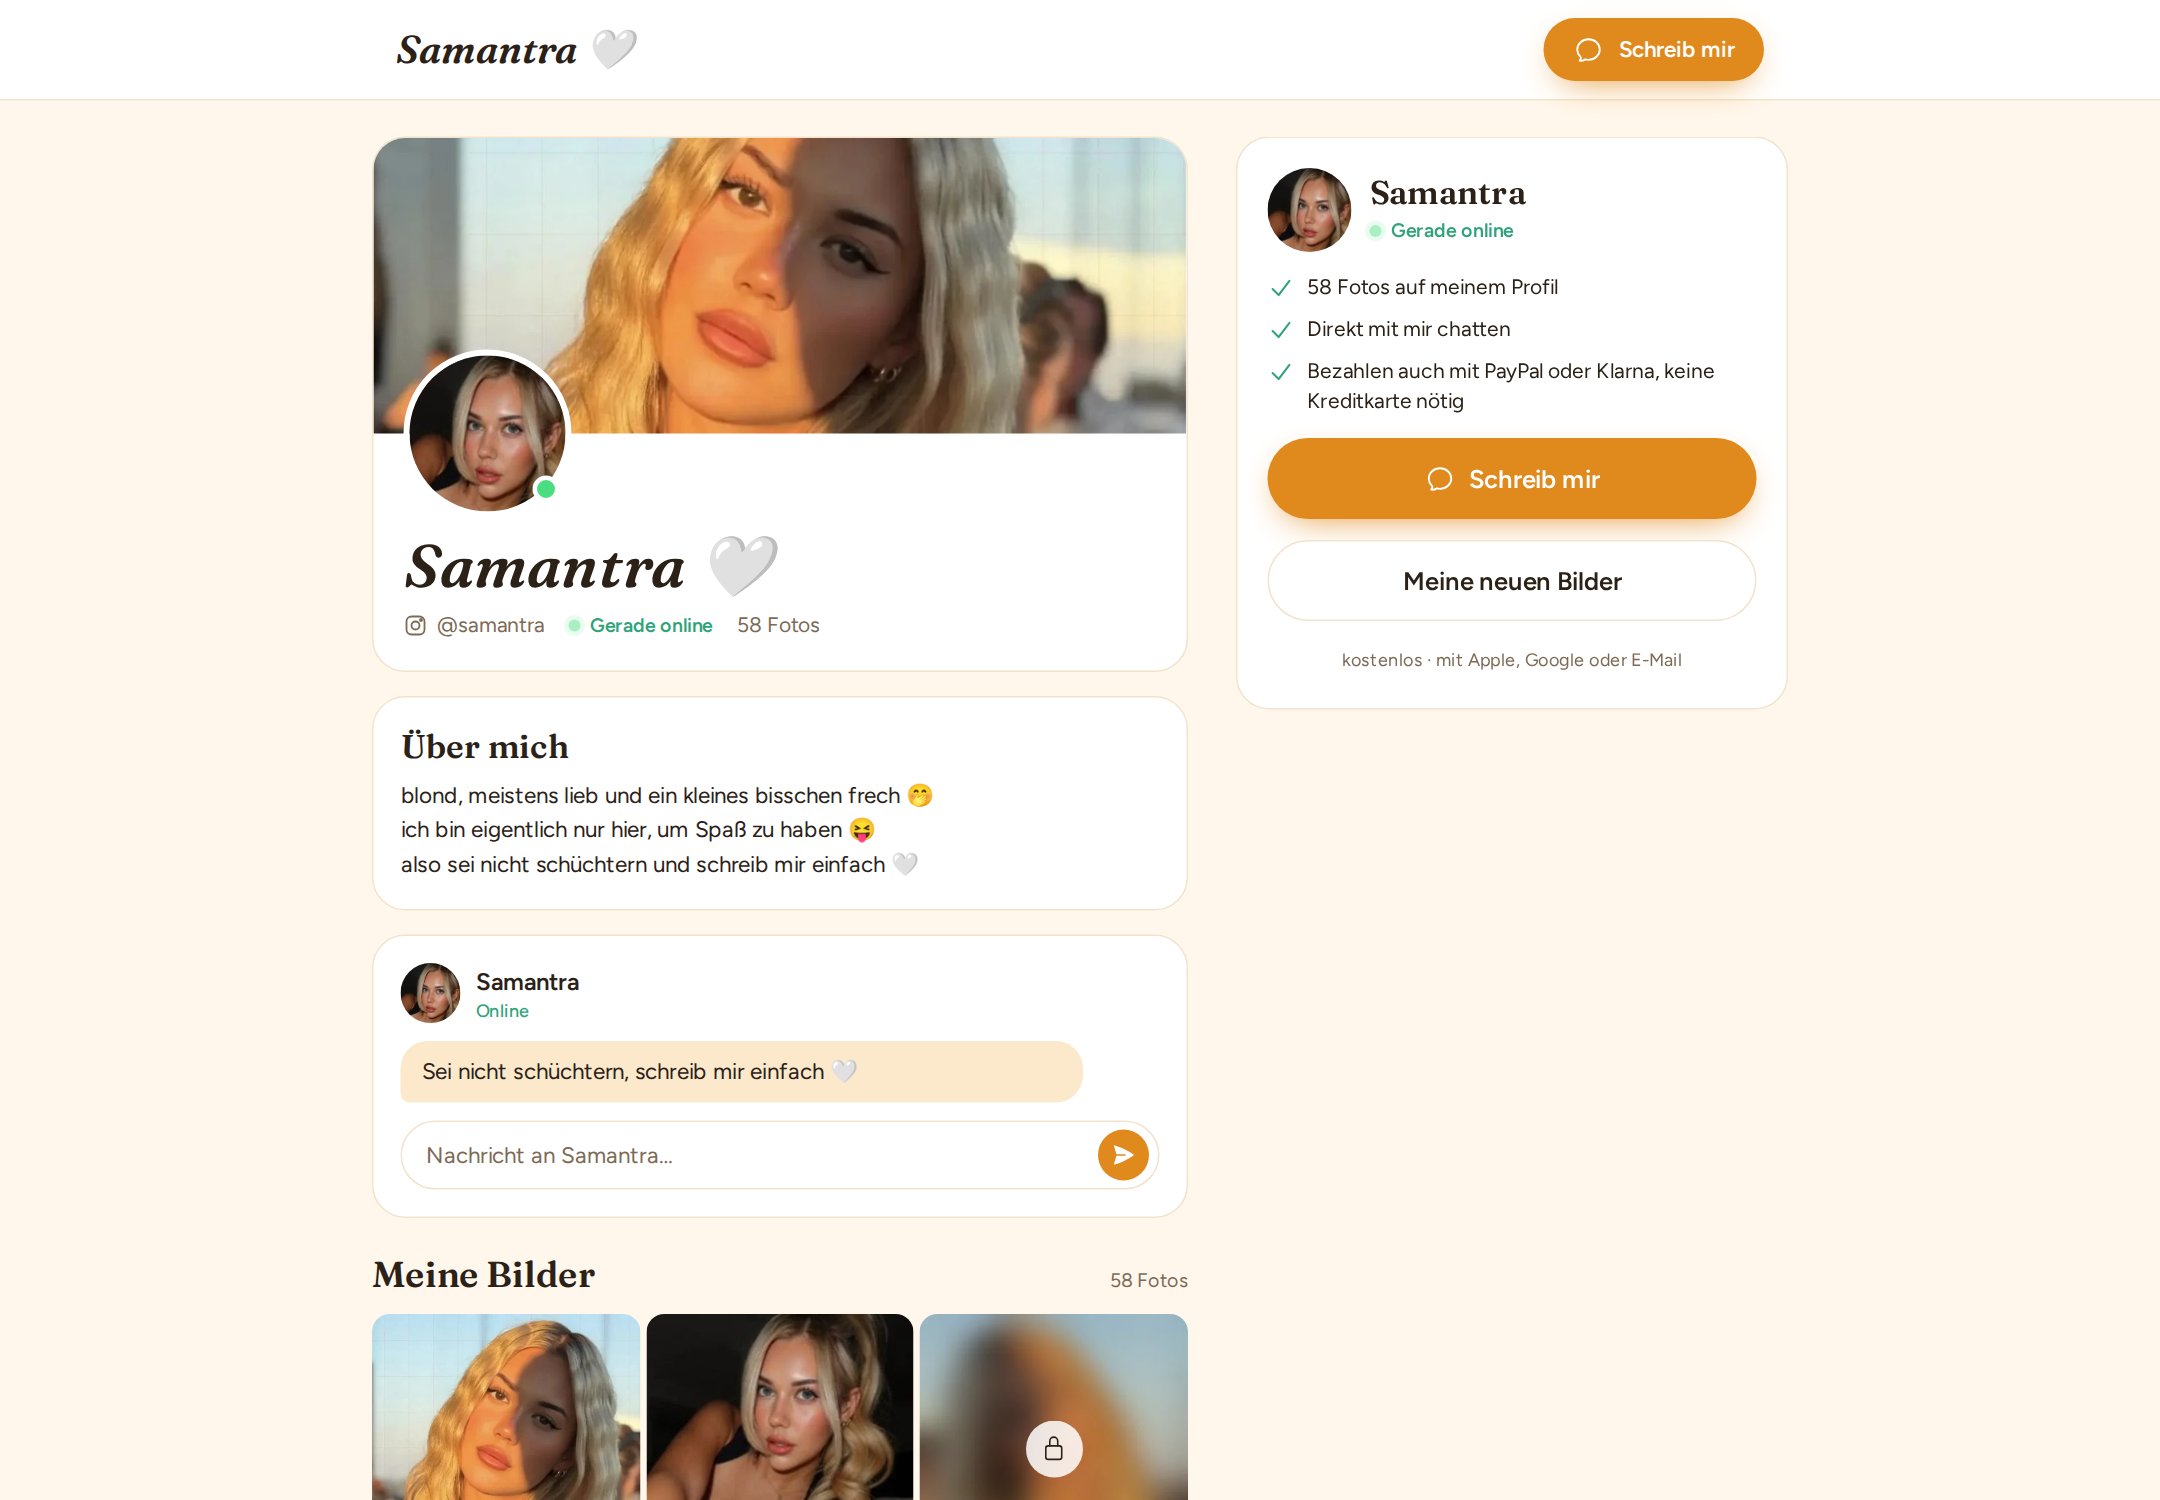 Samantra 🤍
Schreib mir
Samantra 🤍
@samantra Gerade online 58 Fotos
Über mich
blond, meistens lieb und ein kleines bisschen frech 🤭
ich bin eigentlich nur hier, um Spaß zu haben 😝
also sei nicht schüchtern und schreib mir einfach 🤍
Samantra
Online
Sei nicht schüchtern, schreib mir einfach 🤍
Nachricht an Samantra...
Meine Bilder
58 Fotos
Samantra
Gerade online
58 Fotos auf meinem Profil
Direkt mit mir chatten
Bezahlen auch mit PayPal oder Klarna, keine
Kreditkarte nötig
Schreib mir
Meine neuen Bilder
kostenlos · mit Apple, Google oder E-Mail